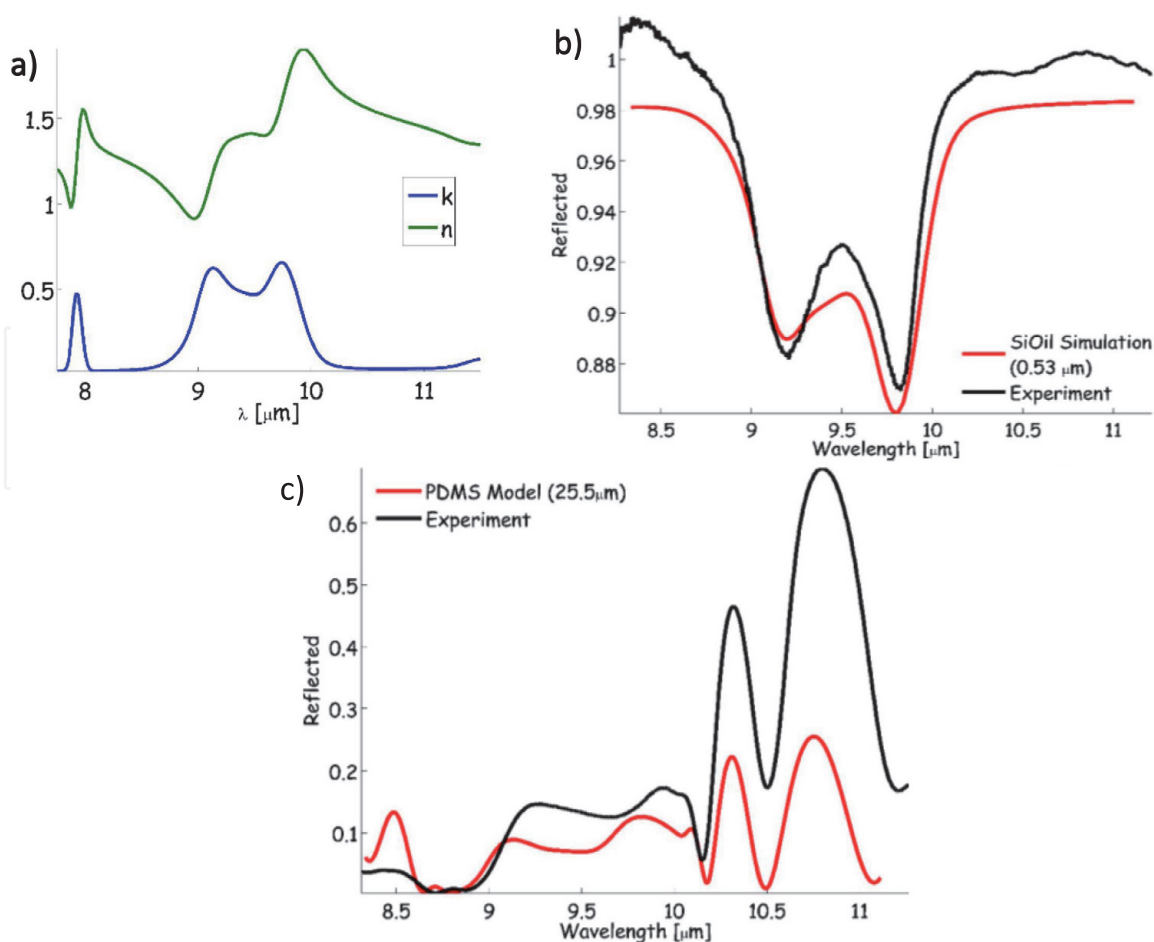 a)
1.5
1
0.5
k
n
8
9
10
11
λ [μm]
b)
1
0.98
0.96
0.94
0.92
0.9
0.88
Reflected
SiOil Simulation
(0.53 μm)
Experiment
8.5
9
9.5
10
10.5
11
Wavelength [μm]
c)
PDMS Model (25.5μm)
Experiment
0.6
0.5
0.4
0.3
0.2
0.1
Reflected
8.5
9
9.5
10
10.5
11
Wavelength [μm]